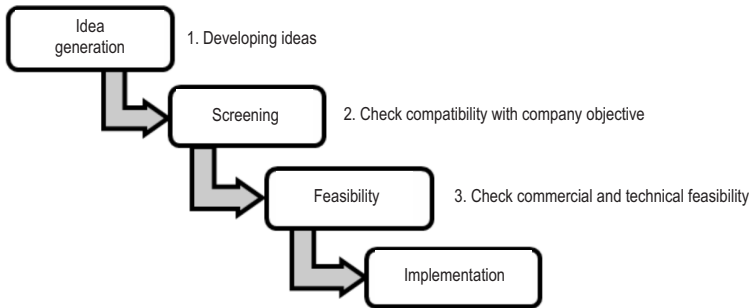 Idea
generation
1. Developing ideas
Screening
2. Check compatibility with company objective
Feasibility
3. Check commercial and technical feasibility
Implementation